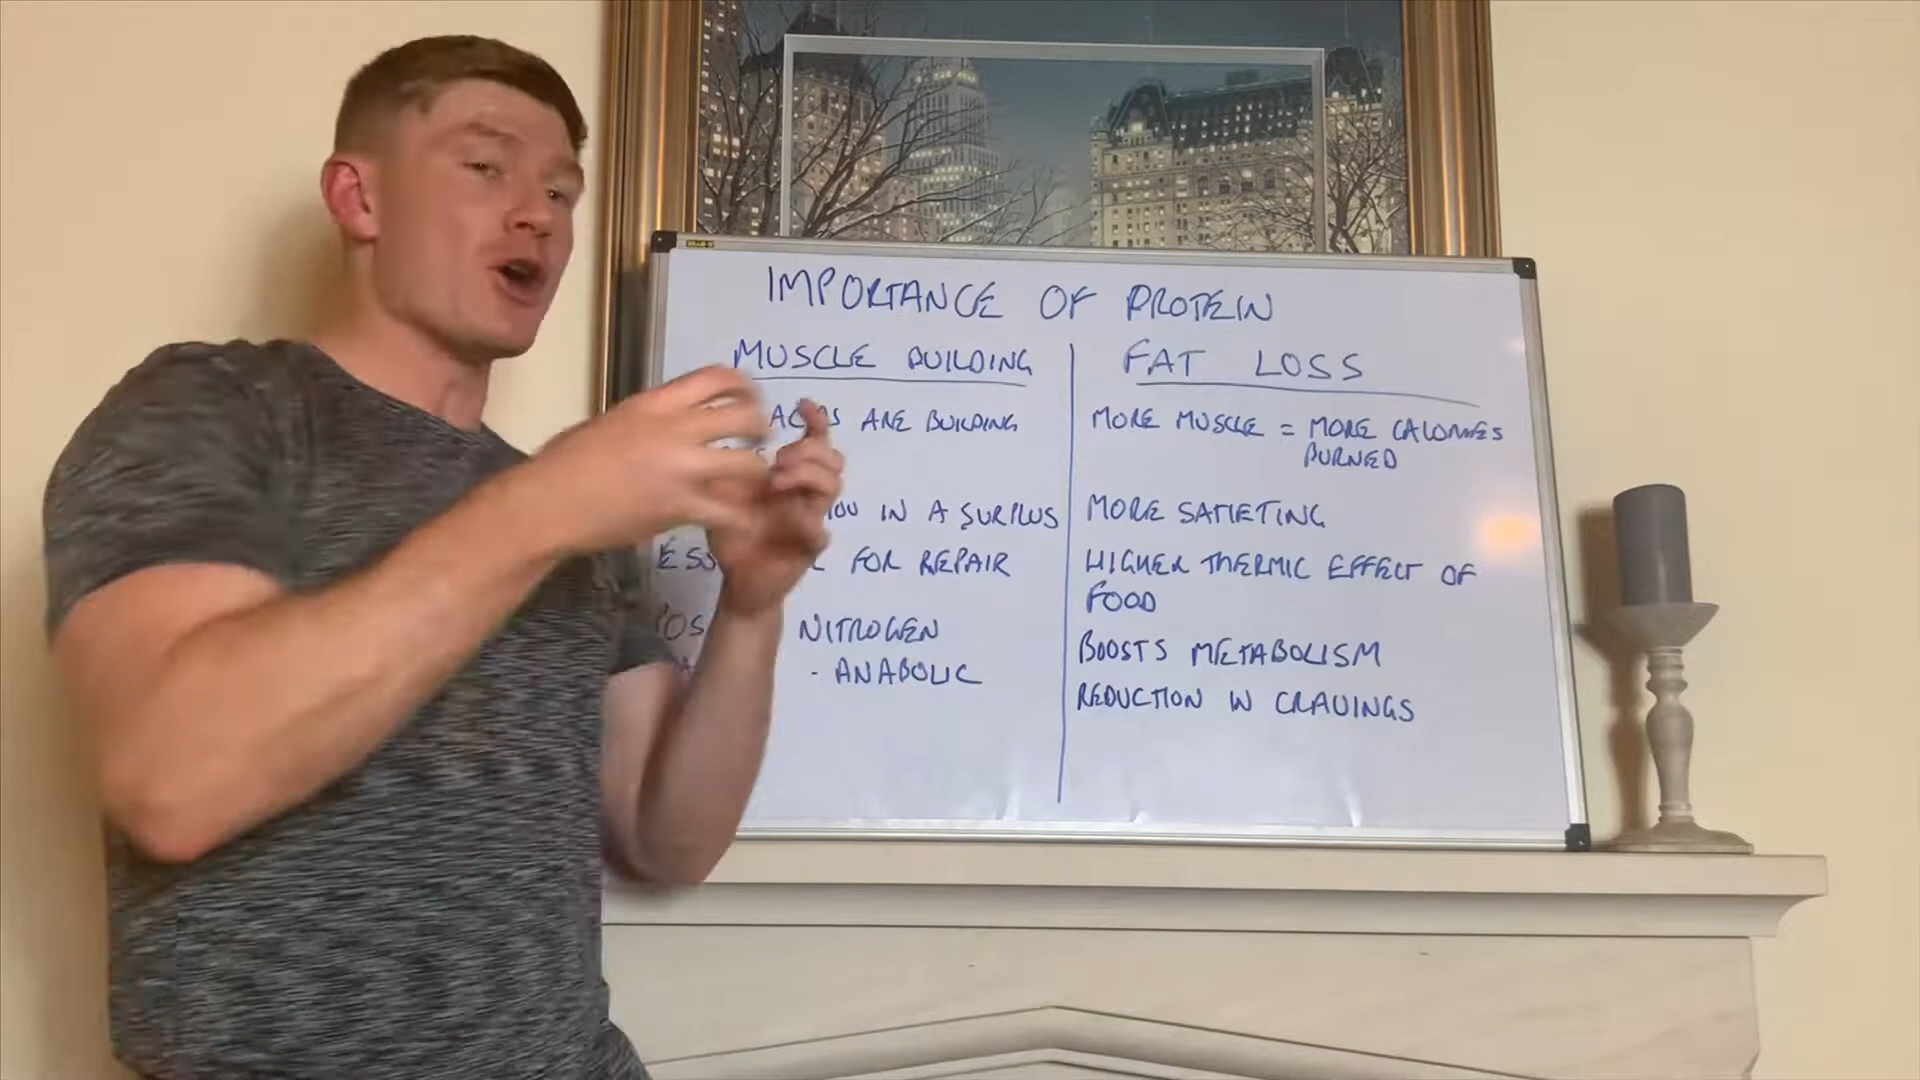 IMPORTANCE OF PROTEIN
MUSCLE BUILDING
ARE BUILDING
IN A SURPLUS
FOR REPAIR
NITROGEN
- ANABOLIC
FAT LOSS
MORE MUSCLE = MORE CALORIES
BURNED
MORE SATIETING
HIGHER THERMIC EFFECT OF
FOOD
BOOSTS METABOLISM
REDUCTION IN CRAVINGS